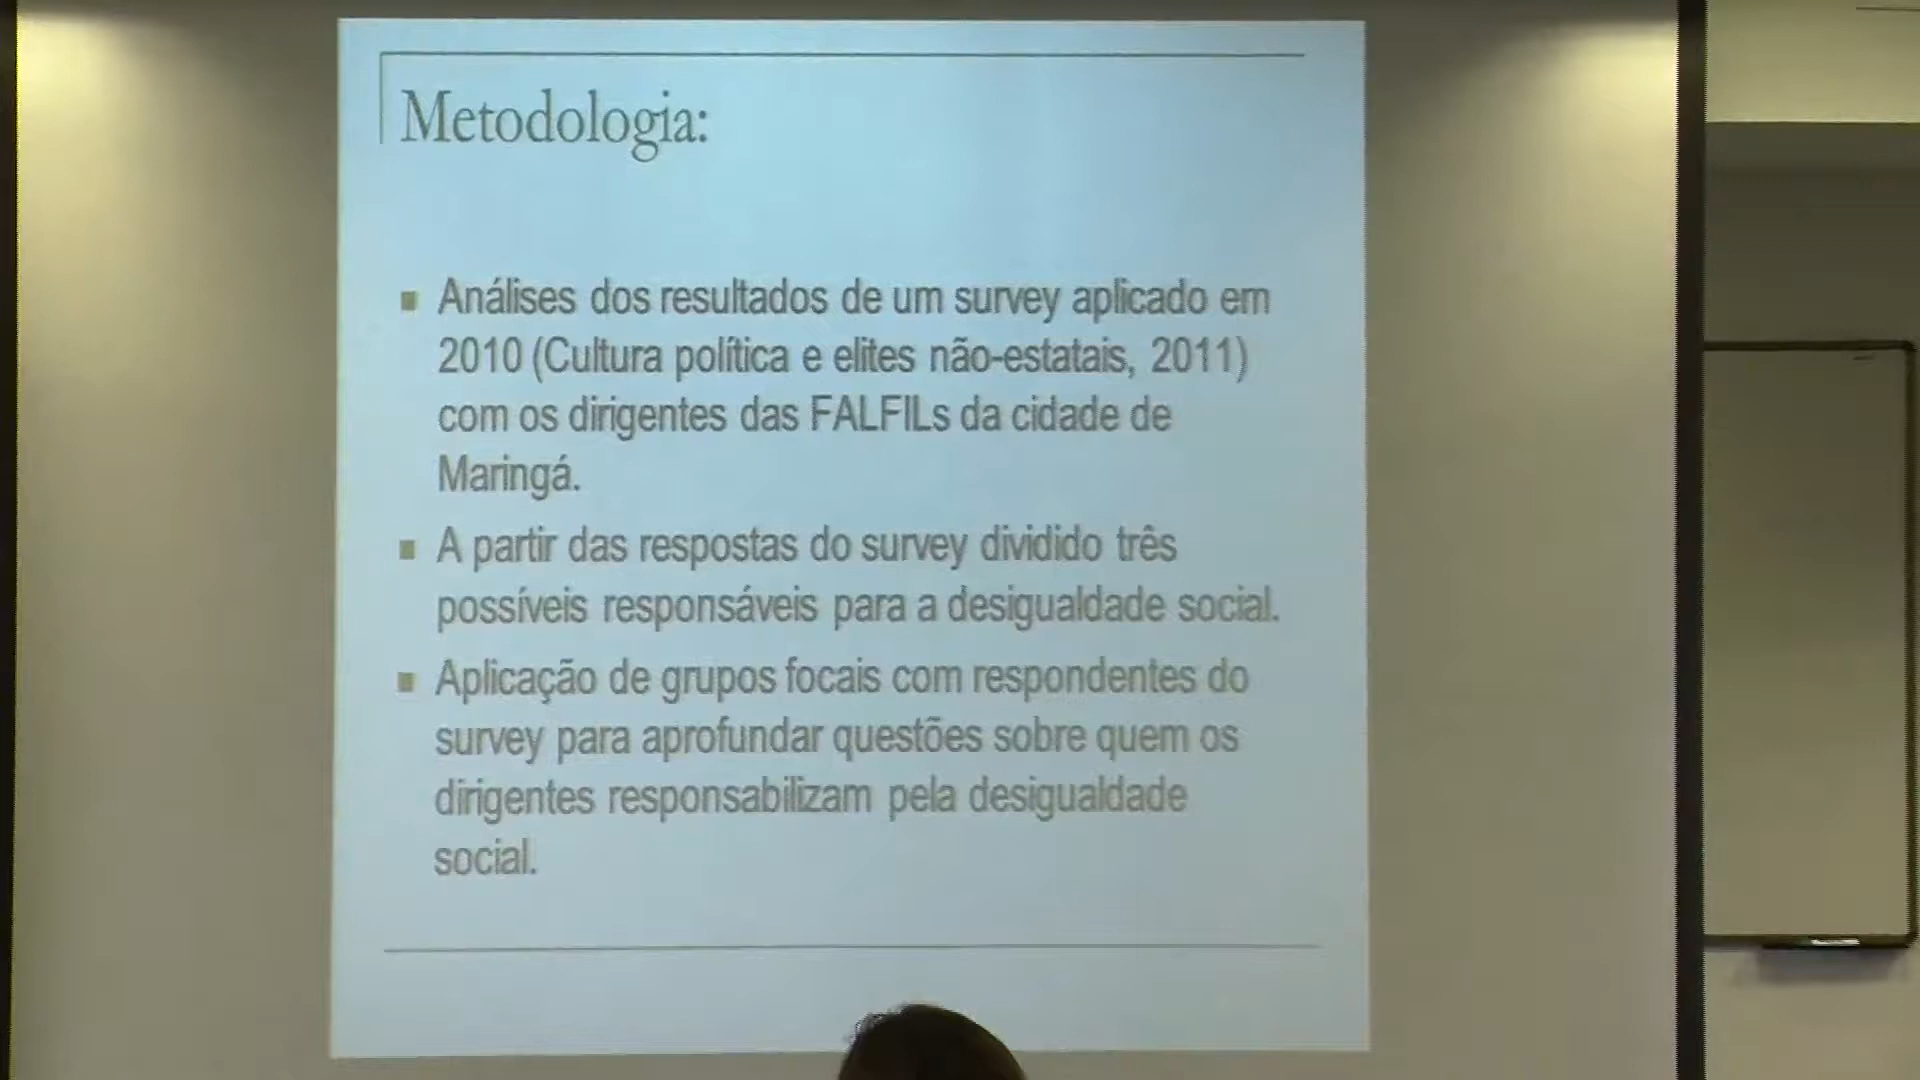 Metodologia:
Análises dos resultados de um survey aplicado em
2010 (Cultura política e elites não-estatais, 2011)
com os dirigentes das FALFILs da cidade de
Maringá.
A partir das respostas do survey dividido três
possíveis responsáveis para a desigualdade social.
Aplicação de grupos focais com respondentes do
survey para aprofundar questões sobre quem os
dirigentes responsabilizam pela desigualdade
social.